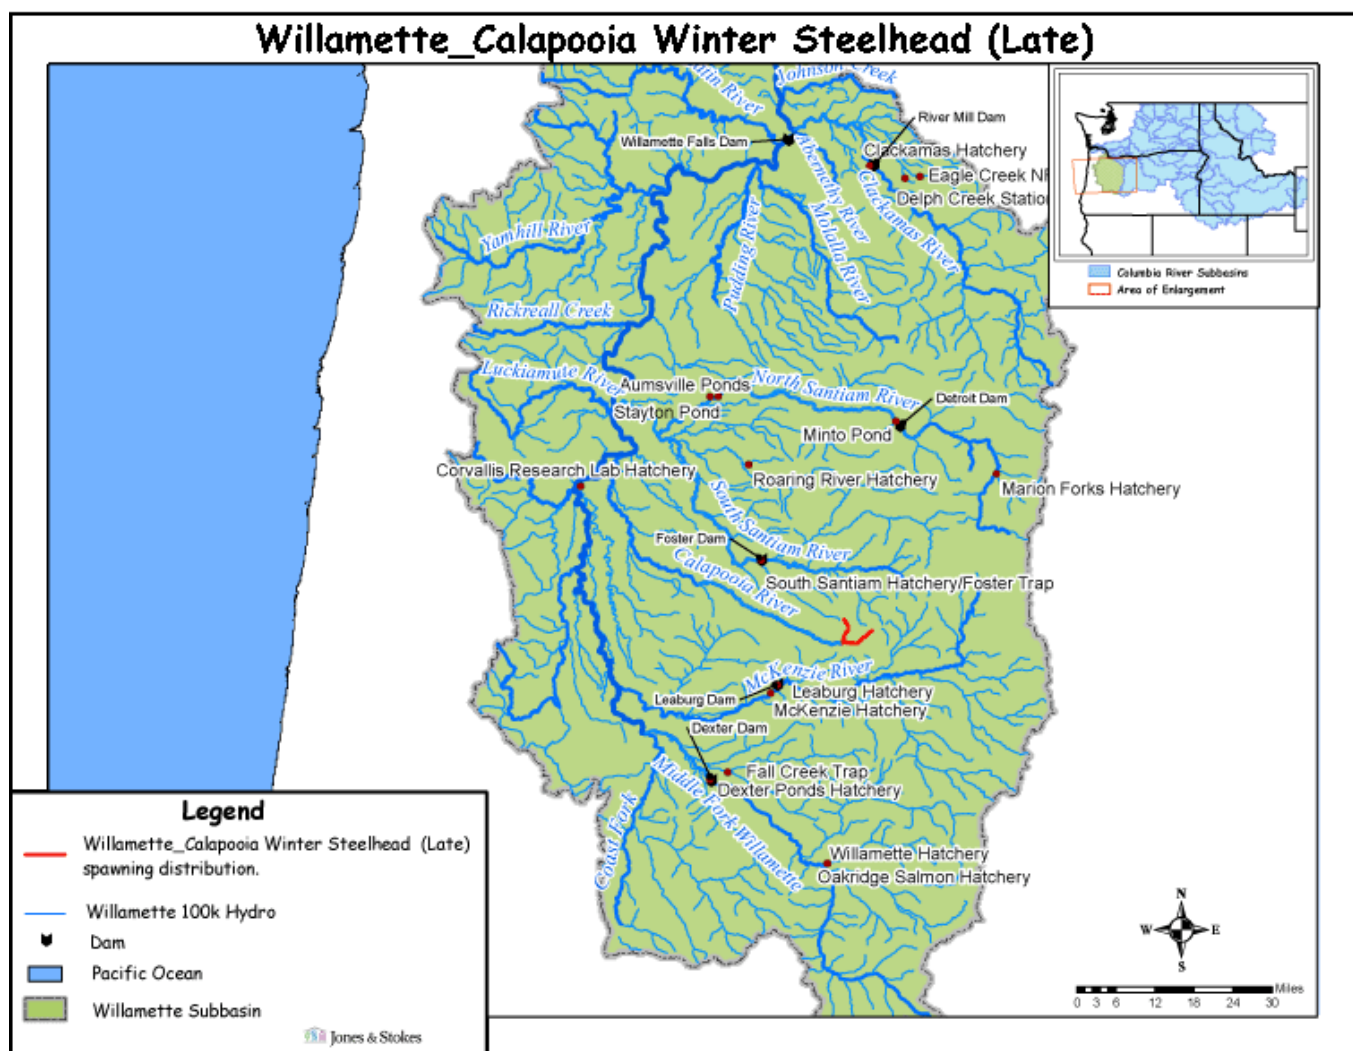 Willamette_Calapooia Winter Steelhead (Late)
Johnson Creek
River Mill Dam
Willamette Falls Dam
Clackamas Hatchery
Eagle Creek
Delph Creek
Abernethy River
Clackamas River
Molalla River
Pudding River
Yamhill River
Rickreall Creek
Luckiamute River
Aumsville Ponds
Stayton Pond
North Santiam River
Detroit Dam
Minto Pond
Corvallis Research Lab Hatchery
Roaring River Hatchery
Marion Forks Hatchery
South Santiam River
Foster Dam
South Santiam Hatchery/Foster Trap
Calapooia River
McKenzie River
Leaburg Dam
Leaburg Hatchery
McKenzie Hatchery
Dexter Dam
Fall Creek Trap
Dexter Ponds Hatchery
Middle Fork Willamette
Coast Fork
Willamette Hatchery
Oakridge Salmon Hatchery
Columbia River Subbasins
Area of Enlargement
Legend
Willamette_Calapooia Winter Steelhead (Late)
spawning distribution.
Willamette 100k Hydro
Dam
Pacific Ocean
Willamette Subbasin
Jones & Stokes
N
W E
S
Miles
0 3 6 12 18 24 30